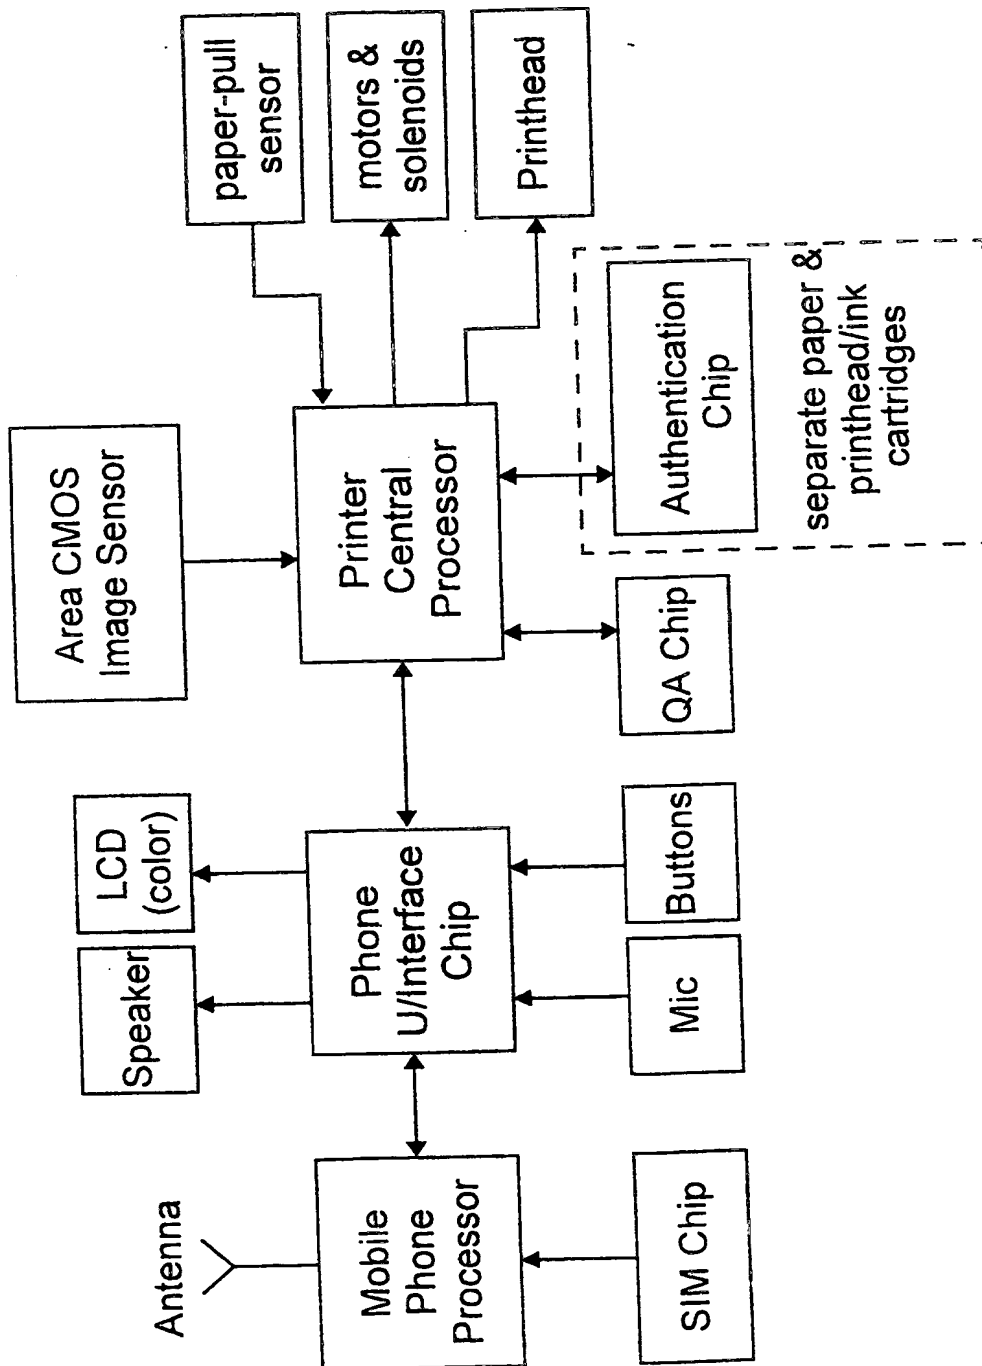 Antenna
Mobile
Phone
Processor
SIM Chip
Speaker
LCD
(color)
Phone
U/Interface
Chip
Mic
Buttons
Area CMOS
Image Sensor
Printer
Central
Processor
QA Chip
Authentication
Chip
separate paper &
printhead/ink
cartridges
paper-pull
sensor
motors &
solenoids
Printhead